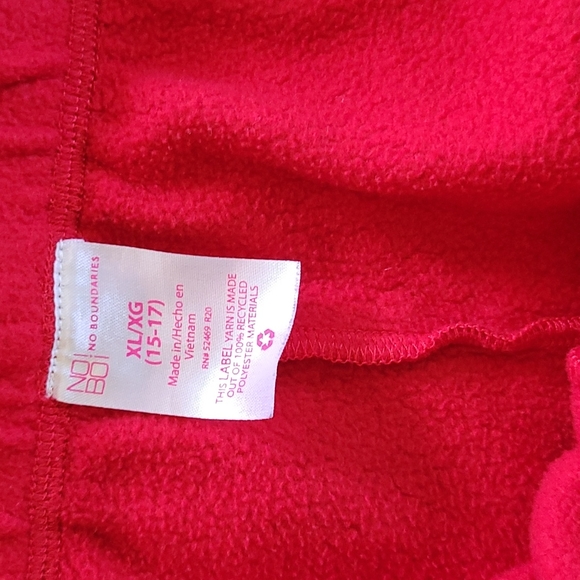 NO
BO
NO BOUNDARIES
XL/XG
(15-17)
Made in/Hecho en
Vietnam
RN# 52469 R20
THIS LABEL YARN IS MADE
OUT OF 100% RECYCLED
POLYESTER MATERIALS